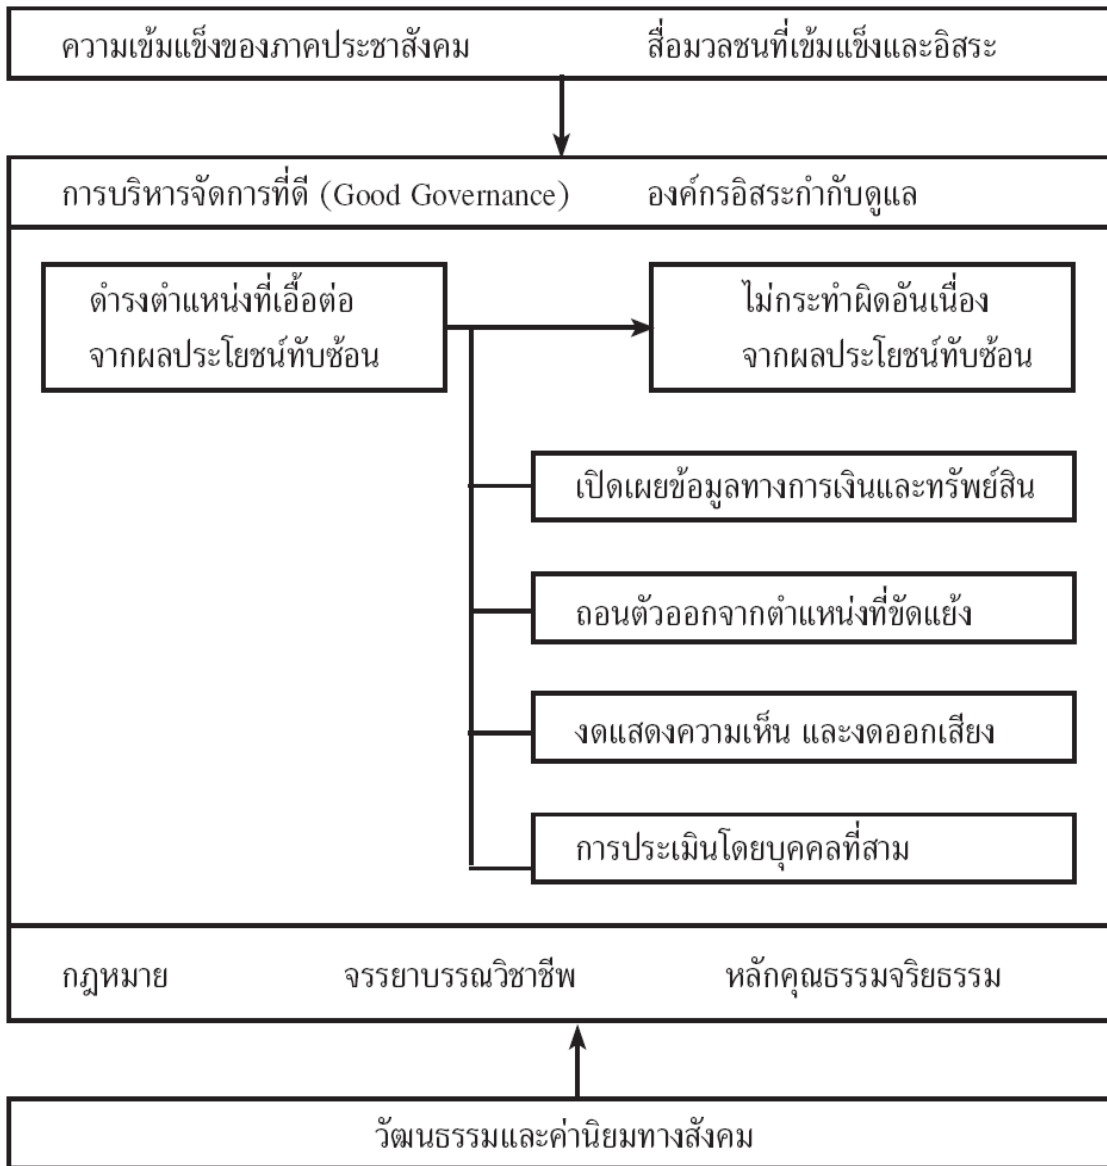 ความเข้มแข็งของภาคประชาสังคม สื่อมวลชนที่เข้มแข็งและอิสระ
การบริหารจัดการที่ดี (Good Governance) องค์กรอิสระกำกับดูแล
ดำรงตำแหน่งที่เอื้อต่อ
จากผลประโยชน์ทับซ้อน
ไม่กระทำผิดอันเนื่อง
จากผลประโยชน์ทับซ้อน
เปิดเผยข้อมูลทางการเงินและทรัพย์สิน
ถอนตัวออกจากตำแหน่งที่ขัดแย้ง
งดแสดงความเห็น และงดออกเสียง
การประเมินโดยบุคคลที่สาม
กฎหมาย จรรยาบรรณวิชาชีพ หลักคุณธรรมจริยธรรม
วัฒนธรรมและค่านิยมทางสังคม